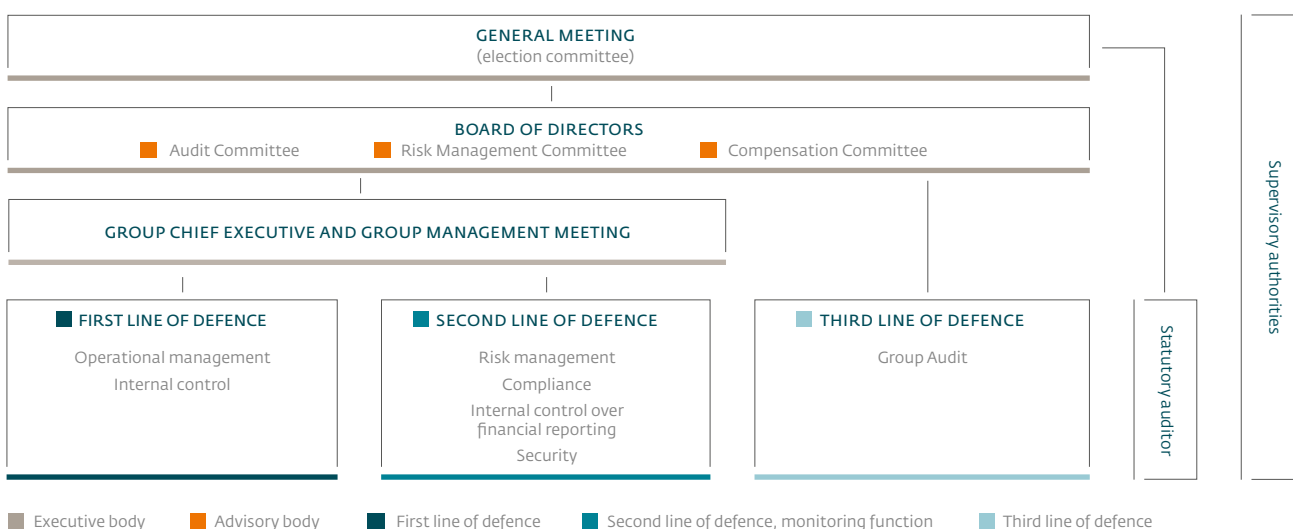 GENERAL MEETING
(election committee)
BOARD OF DIRECTORS
Audit Committee
Risk Management Committee
Compensation Committee
GROUP CHIEF EXECUTIVE AND GROUP MANAGEMENT MEETING
FIRST LINE OF DEFENCE
Operational management
Internal control
SECOND LINE OF DEFENCE
Risk management
Compliance
Internal control over
financial reporting
Security
THIRD LINE OF DEFENCE
Group Audit
Statutory auditor
Supervisory authorities
Executive body
Advisory body
First line of defence
Second line of defence, monitoring function
Third line of defence